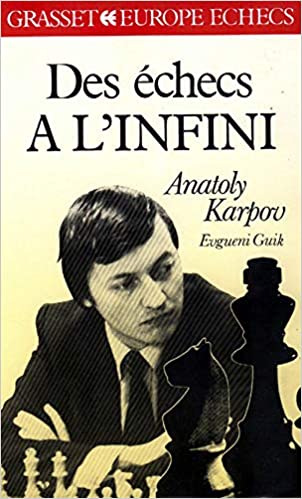 GRASSET EUROPE ECHECS
Des échecs
A L'INFINI
Anatoly
Karpov
Evgueni Guik